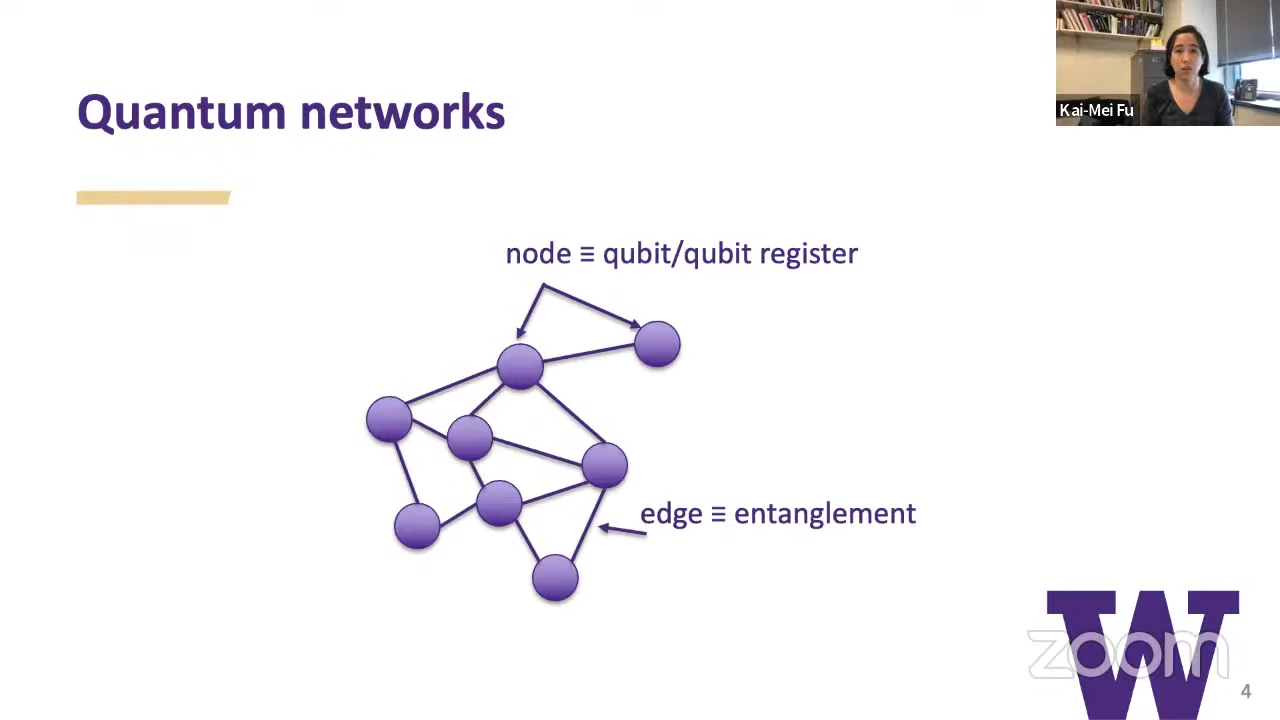 Quantum networks
Kai-Mei Fu
node ≡ qubit/qubit register
edge ≡ entanglement
W
zoom
4